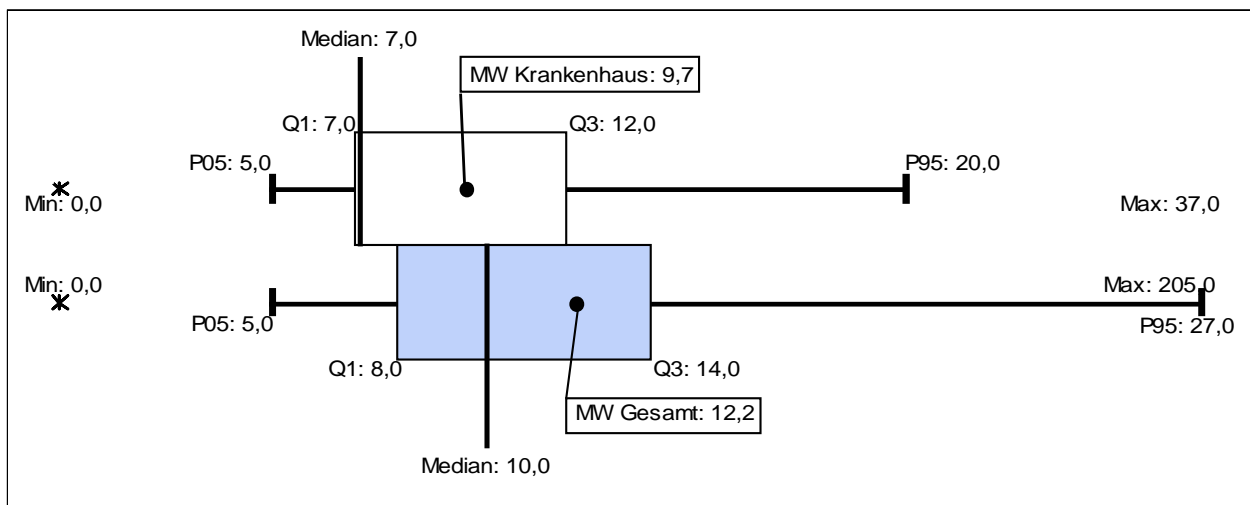 Median: 7,0
MW Krankenhaus: 9,7
Q1: 7,0
Q3: 12,0
P05: 5,0
P95: 20,0
Min: 0,0
Max: 37,0
Min: 0,0
Max: 205,0
P05: 5,0
P95: 27,0
Q1: 8,0
Q3: 14,0
MW Gesamt: 12,2
Median: 10,0